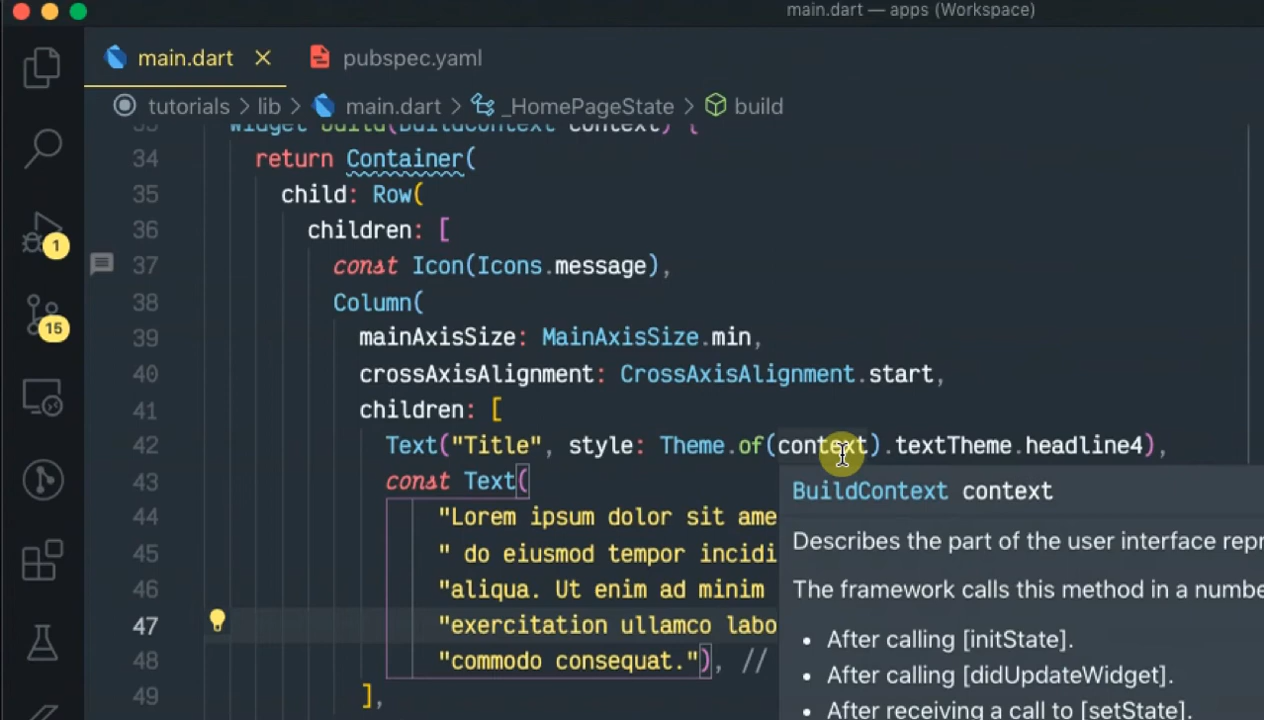 main.dart — apps (Workspace)
main.dart
pubspec.yaml
tutorials > lib > main.dart > _HomePageState > build
Widget build(BuildContext context) {
34 return Container(
35 child: Row(
36 children: [
37 const Icon(Icons.message),
38 Column(
39 mainAxisSize: MainAxisSize.min,
40 crossAxisAlignment: CrossAxisAlignment.start,
41 children: [
42 Text("Title", style: Theme.of(context).textTheme.headline4),
43 const Text(
44 "Lorem ipsum dolor sit ame
45 " do eiusmod tempor incidi
46 "aliqua. Ut enim ad minim
47 "exercitation ullamco labo
48 "commodo consequat."), //
49 ],
BuildContext context
Describes the part of the user interface repr
The framework calls this method in a numbe
• After calling [initState].
• After calling [didUpdateWidget].
• After receiving a call to [setState].
1
15